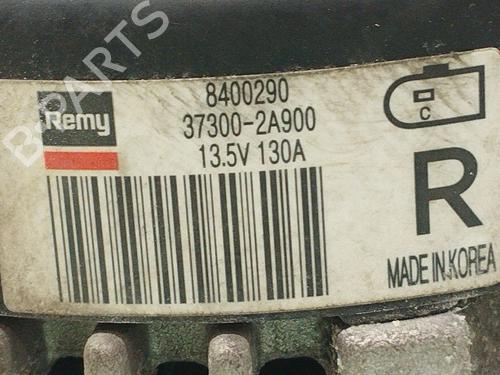 B-PARTS
Remy
8400290
37300-2A900
13.5V 130A
C
R
MADE IN KOREA